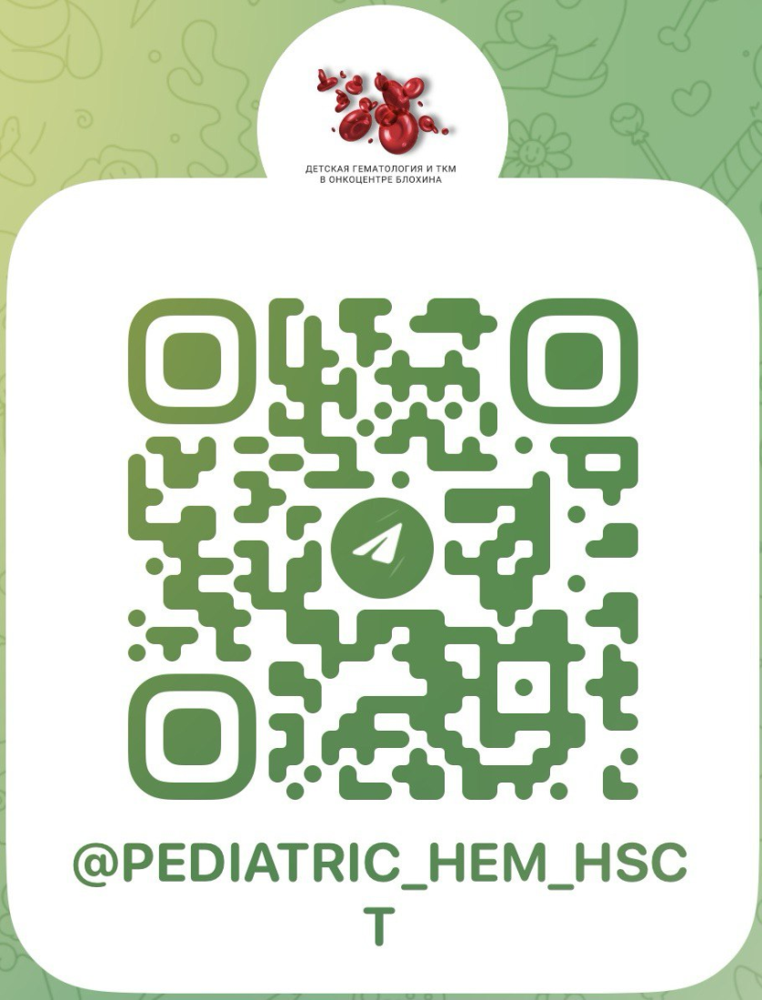 ДЕТСКАЯ ГЕМАТОЛОГИЯ И ТКМ
В ОНКОЦЕНТРЕ БЛОХИНА
@PEDIATRIC_HEM_HSC
T